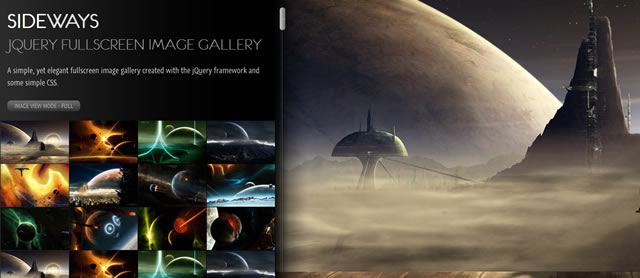 SIDEWAYS
JQUERY FULLSCREEN IMAGE GALLERY
A simple, yet elegant fullscreen image gallery created with the jQuery framework and
some simple CSS.
IMAGE VIEW MODE - FULL